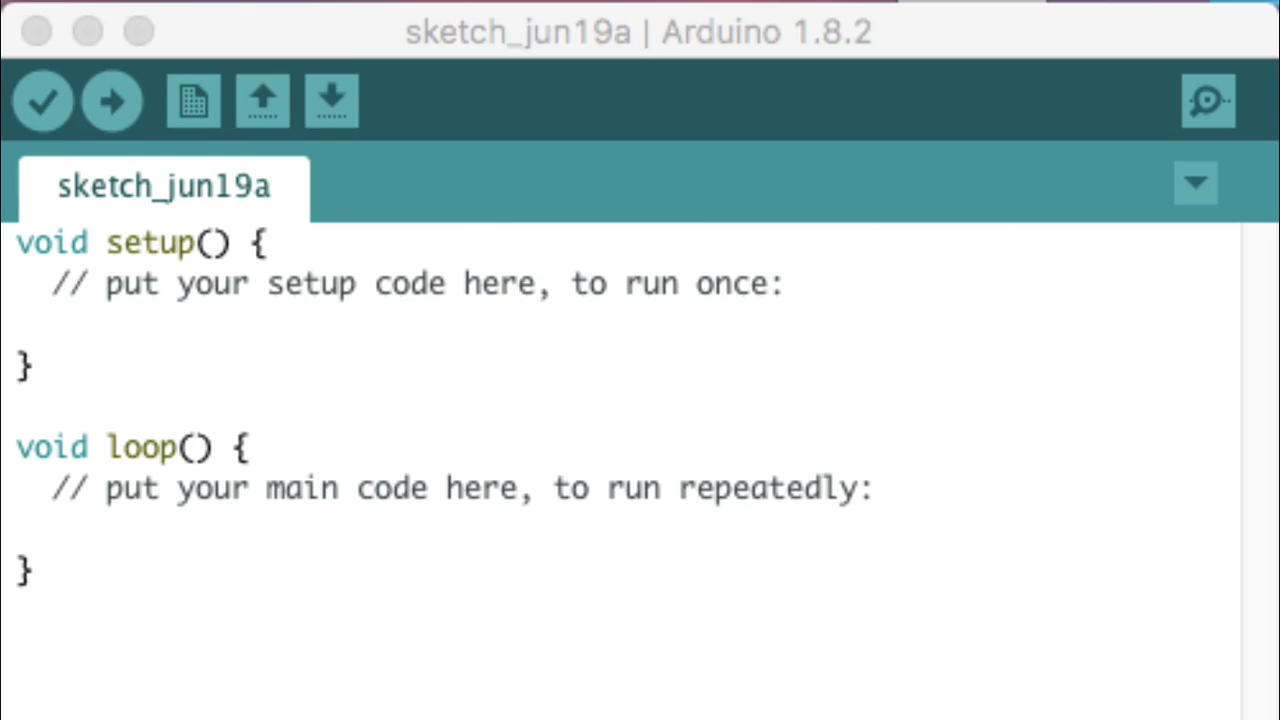 sketch_jun19a | Arduino 1.8.2
sketch_jun19a
void setup() {
  // put your setup code here, to run once:
}
void loop() {
  // put your main code here, to run repeatedly:
}